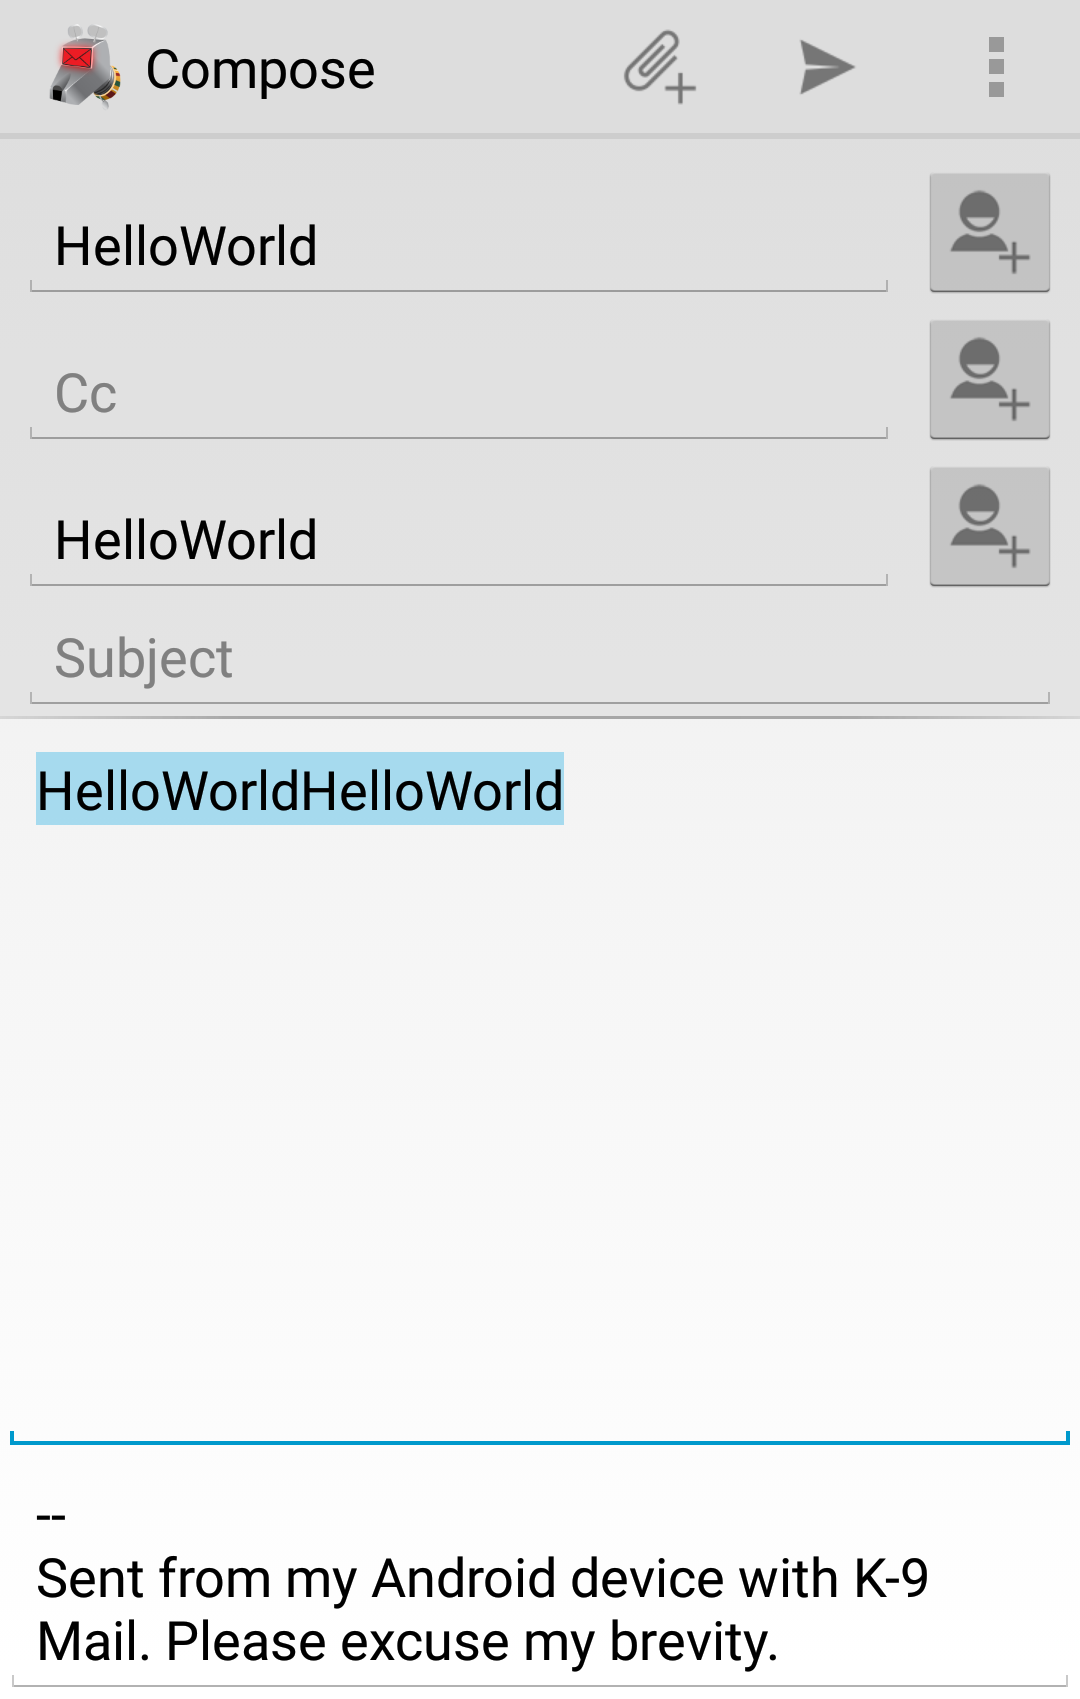 Compose
HelloWorld
Cc
HelloWorld
Subject
HelloWorldHelloWorld
--
Sent from my Android device with K-9
Mail. Please excuse my brevity.